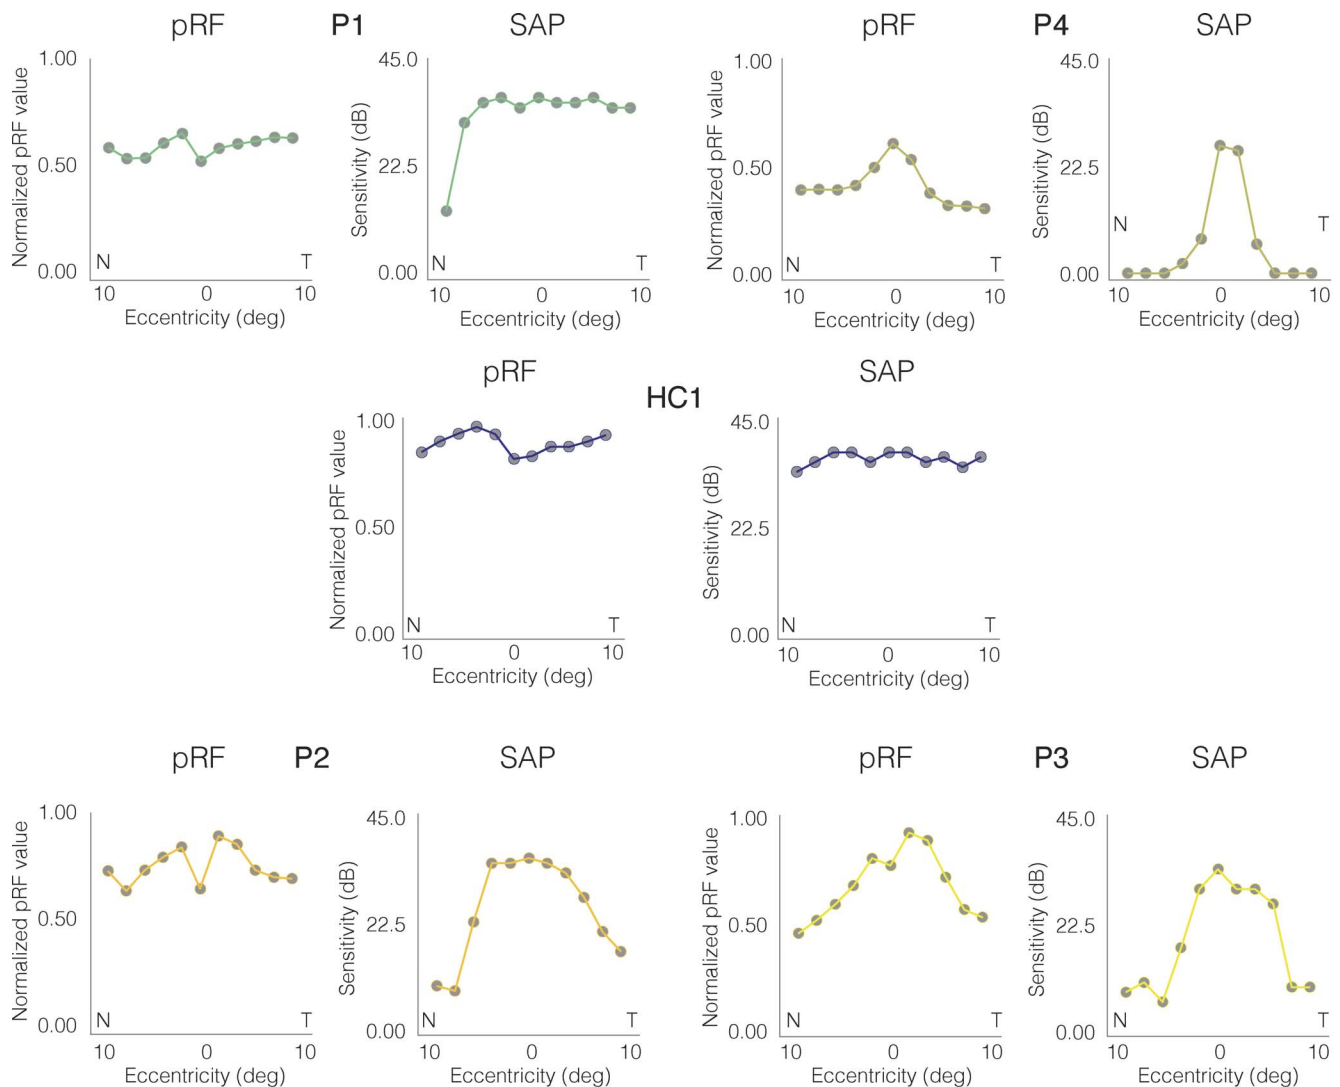 pRF P1 SAP
1.00
0.50
0.00
Normalized pRF value
N T
10 0 10
Eccentricity (deg)
45.0
22.5
0.00
Sensitivity (dB)
N T
10 0 10
Eccentricity (deg)
pRF P4 SAP
1.00
0.50
0.00
Normalized pRF value
N T
10 0 10
Eccentricity (deg)
45.0
22.5
0.00
Sensitivity (dB)
N T
10 0 10
Eccentricity (deg)
pRF HC1 SAP
1.00
0.50
0.00
Normalized pRF value
N T
10 0 10
Eccentricity (deg)
45.0
22.5
0.00
Sensitivity (dB)
N T
10 0 10
Eccentricity (deg)
pRF P2 SAP
1.00
0.50
0.00
Normalized pRF value
N T
10 0 10
Eccentricity (deg)
45.0
22.5
0.00
Sensitivity (dB)
N T
10 0 10
Eccentricity (deg)
pRF P3 SAP
1.00
0.50
0.00
Normalized pRF value
N T
10 0 10
Eccentricity (deg)
45.0
22.5
0.00
Sensitivity (dB)
N T
10 0 10
Eccentricity (deg)